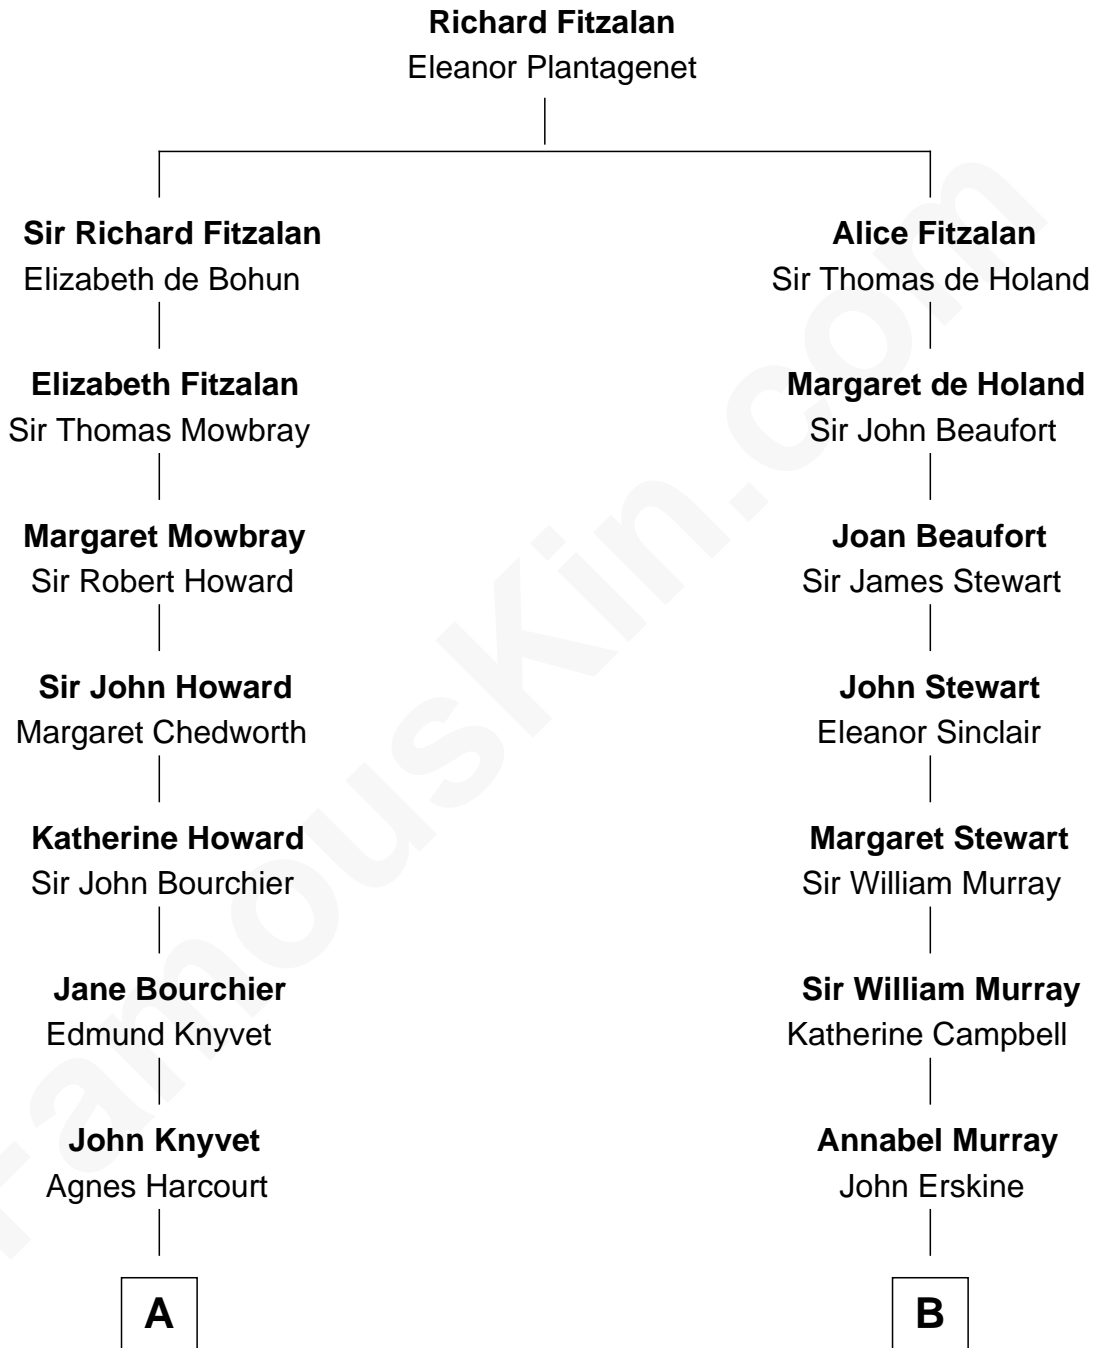 Richard Fitzalan
Eleanor Plantagenet
Sir Richard Fitzalan
Elizabeth de Bohun
Alice Fitzalan
Sir Thomas de Holand
Elizabeth Fitzalan
Sir Thomas Mowbray
Margaret de Holand
Sir John Beaufort
Margaret Mowbray
Sir Robert Howard
Joan Beaufort
Sir James Stewart
Sir John Howard
Margaret Chedworth
John Stewart
Eleanor Sinclair
Katherine Howard
Sir John Bourchier
Margaret Stewart
Sir William Murray
Jane Bourchier
Edmund Knyvet
Sir William Murray
Katherine Campbell
John Knyvet
Agnes Harcourt
Annabel Murray
John Erskine
A
B
FamousKin.com